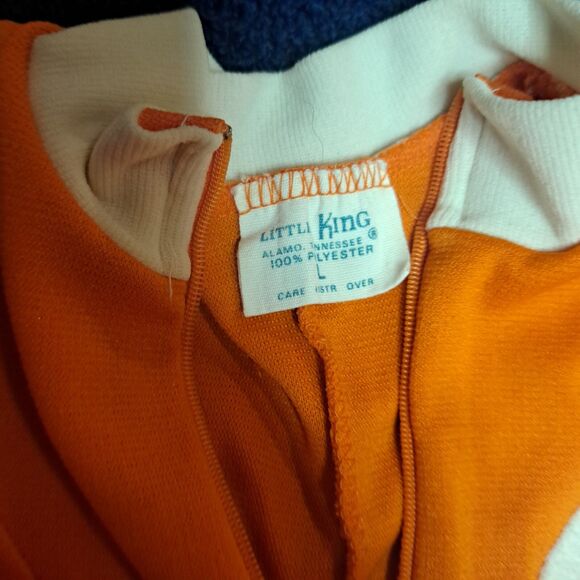 LITTLE King
ALAMO, TENNESSEE ®
100% POLYESTER
L
CARE INSTR OVER